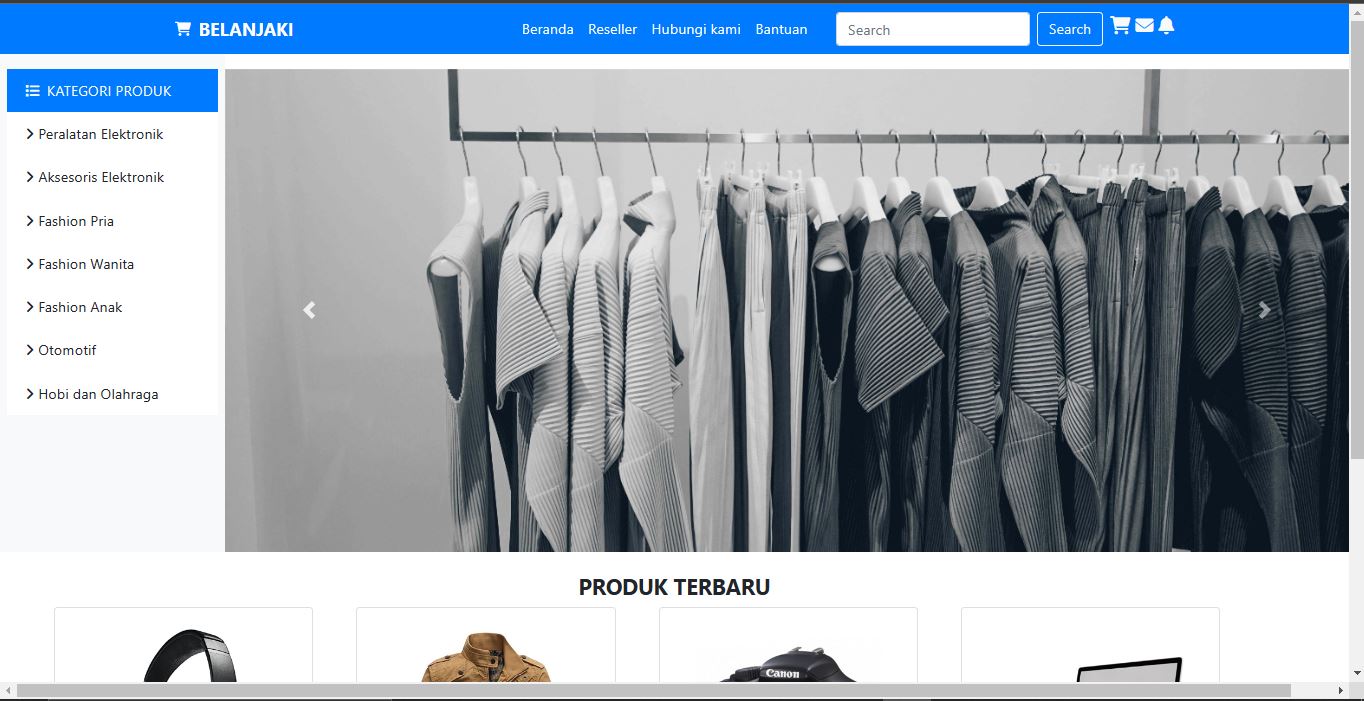 BELANJAKI
Beranda Reseller Hubungi kami Bantuan Search Search
KATEGORI PRODUK
Peralatan Elektronik
Aksesoris Elektronik
Fashion Pria
Fashion Wanita
Fashion Anak
Otomotif
Hobi dan Olahraga
PRODUK TERBARU
Canon